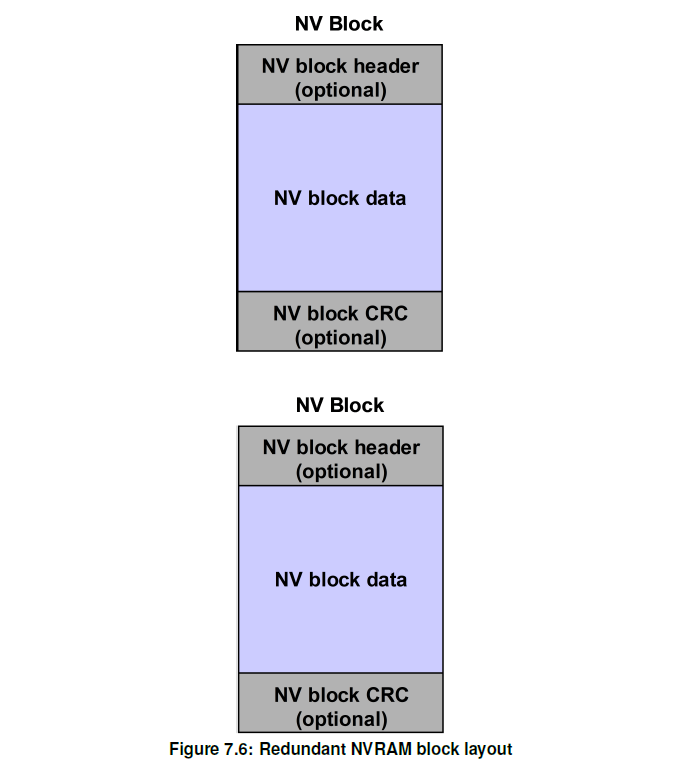 NV Block
NV block header
(optional)
NV block data
NV block CRC
(optional)
NV Block
NV block header
(optional)
NV block data
NV block CRC
(optional)
Figure 7.6: Redundant NVRAM block layout